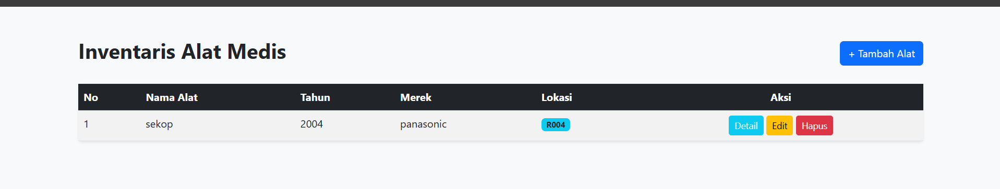 Inventaris Alat Medis
+ Tambah Alat
No Nama Alat Tahun Merek Lokasi Aksi
1 sekop 2004 panasonic R004 Detail Edit Hapus